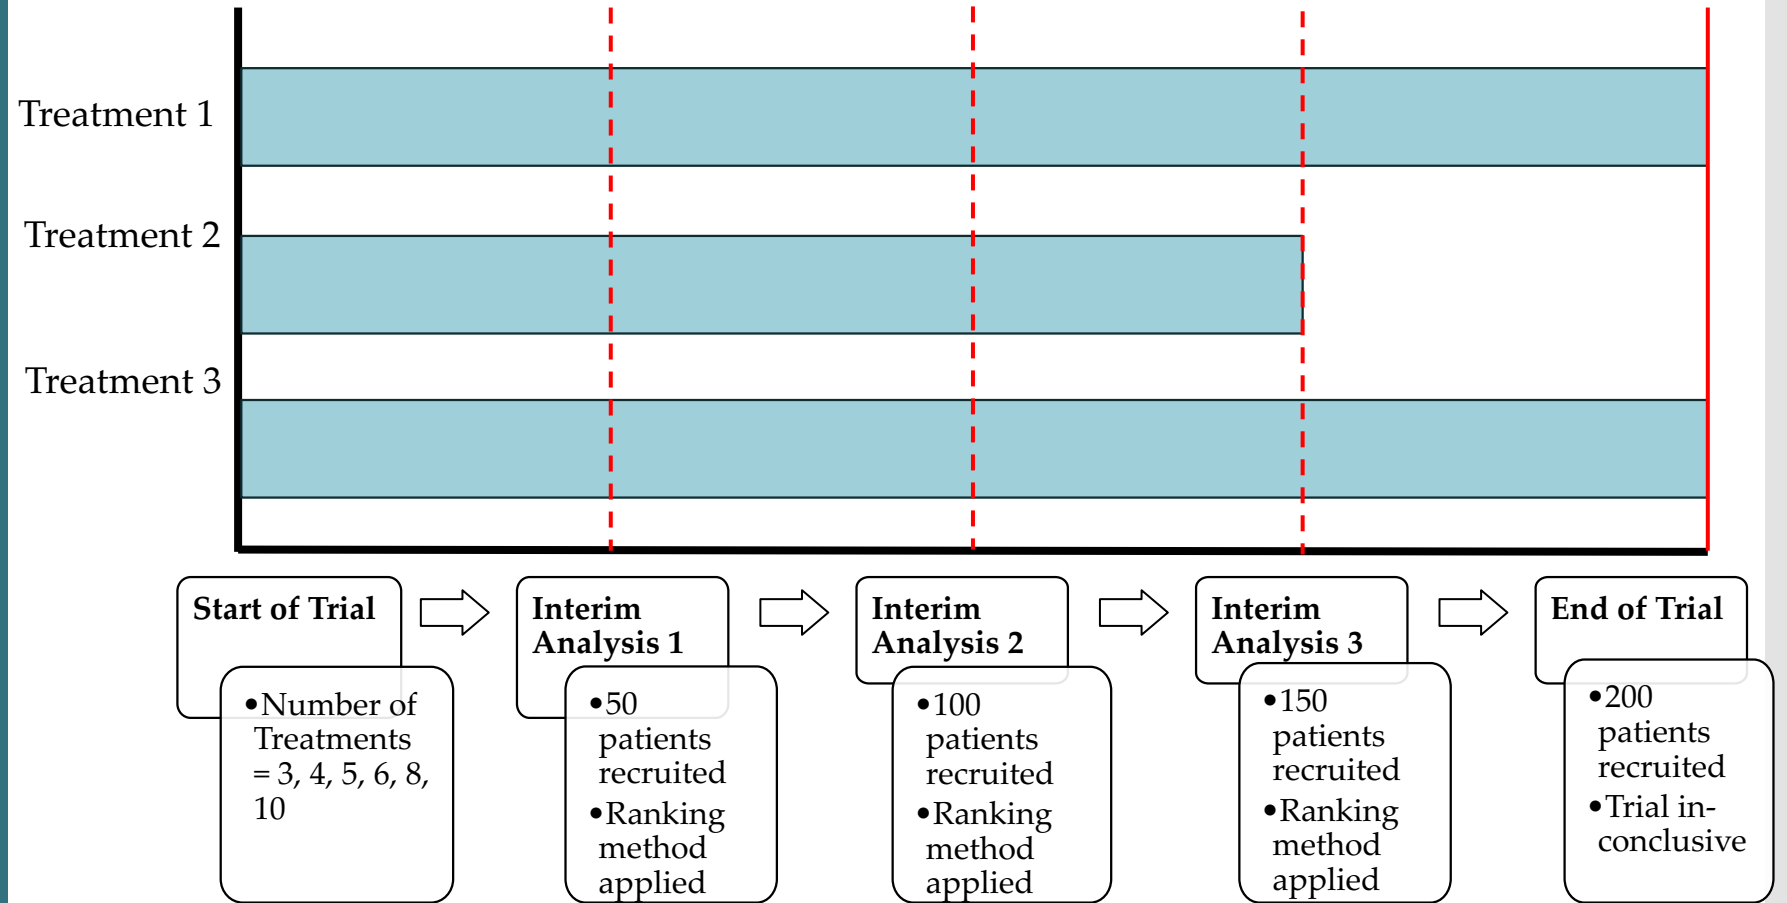 Treatment 1
Treatment 2
Treatment 3
Start of Trial
•Number of
Treatments
= 3, 4, 5, 6, 8,
10
Interim
Analysis 1
•50
patients
recruited
•Ranking
method
applied
Interim
Analysis 2
•100
patients
recruited
•Ranking
method
applied
Interim
Analysis 3
•150
patients
recruited
•Ranking
method
applied
End of Trial
•200
patients
recruited
•Trial in-
conclusive